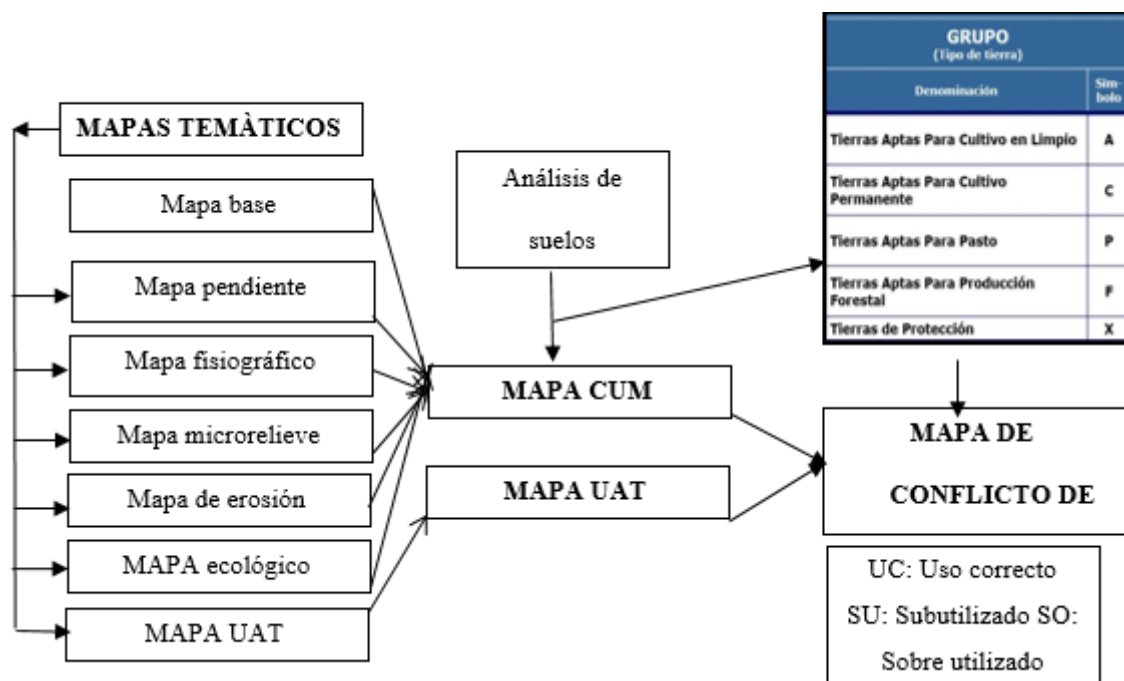 MAPAS TEMÀTICOS
Mapa base
Mapa pendiente
Mapa fisiográfico
Mapa microrelieve
Mapa de erosión
MAPA ecológico
MAPA UAT
Análisis de
suelos
MAPA CUM
MAPA UAT
GRUPO
(Tipo de tierra)
Denominación
Sím-
bolo
Tierras Aptas Para Cultivo en Limpio A
Tierras Aptas Para Cultivo
Permanente C
Tierras Aptas Para Pasto P
Tierras Aptas Para Producción
Forestal F
Tierras de Protección X
MAPA DE
CONFLICTO DE
UC: Uso correcto
SU: Subutilizado SO:
Sobre utilizado